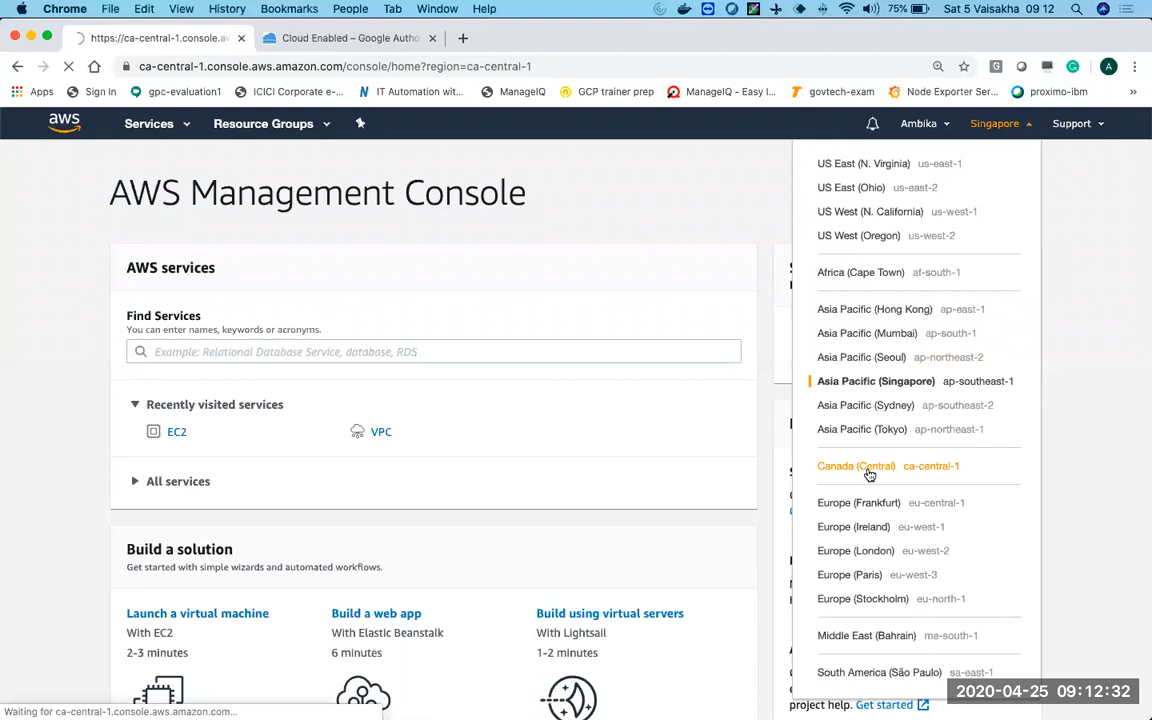 Chrome File Edit View History Bookmarks People Tab Window Help 75% Sat 5 Vaisakha 09 12
https://ca-central-1.console.aw
Cloud Enabled – Google Autho
ca-central-1.console.aws.amazon.com/console/home?region=ca-central-1
A
Apps Sign In gpc-evaluation1 ICICI Corporate e-... IT Automation wit... ManageIQ GCP trainer prep ManageIQ - Easy I... govtech-exam Node Exporter Ser... proximo-ibm »
aws Services Resource Groups Ambika Singapore Support
AWS Management Console
AWS services
Find Services
You can enter names, keywords or acronyms.
Example: Relational Database Service, database, RDS
Recently visited services
EC2 VPC
All services
Build a solution
Get started with simple wizards and automated workflows.
Launch a virtual machine
With EC2
2-3 minutes
Build a web app
With Elastic Beanstalk
6 minutes
Build using virtual servers
With Lightsail
1-2 minutes
US East (N. Virginia) us-east-1
US East (Ohio) us-east-2
US West (N. California) us-west-1
US West (Oregon) us-west-2
Africa (Cape Town) af-south-1
Asia Pacific (Hong Kong) ap-east-1
Asia Pacific (Mumbai) ap-south-1
Asia Pacific (Seoul) ap-northeast-2
Asia Pacific (Singapore) ap-southeast-1
Asia Pacific (Sydney) ap-southeast-2
Asia Pacific (Tokyo) ap-northeast-1
Canada (Central) ca-central-1
Europe (Frankfurt) eu-central-1
Europe (Ireland) eu-west-1
Europe (London) eu-west-2
Europe (Paris) eu-west-3
Europe (Stockholm) eu-north-1
Middle East (Bahrain) me-south-1
South America (São Paulo) sa-east-1
project help. Get started
Waiting for ca-central-1.console.aws.amazon.com...
2020-04-25 09:12:32